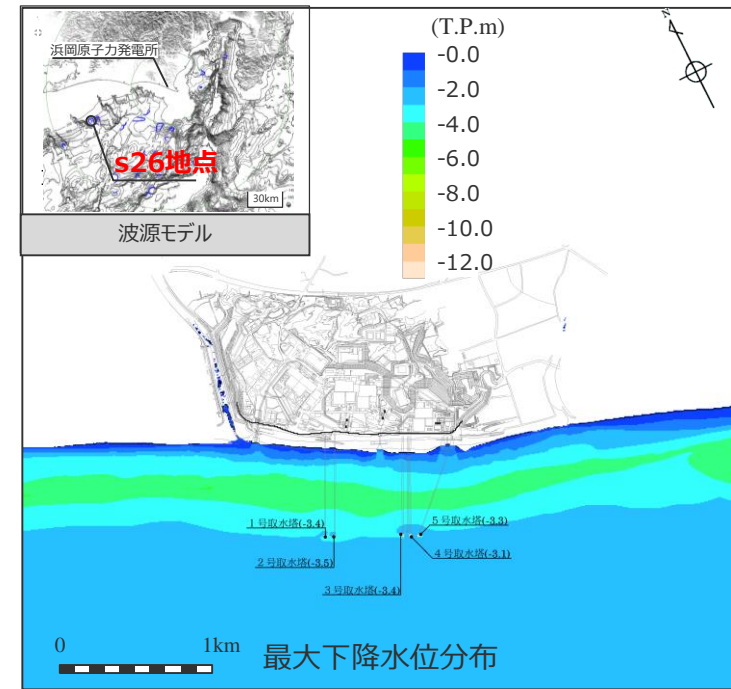 浜岡原子力発電所
s26地点
30km
波源モデル
(T.P.m)
-0.0
-2.0
-4.0
-6.0
-8.0
-10.0
-12.0
N
1号取水塔(-3.4)
2号取水塔(-3.5)
3号取水塔(-3.4)
4号取水塔(-3.1)
5号取水塔(-3.3)
0 1km
最大下降水位分布